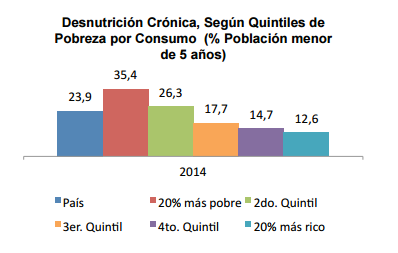 Desnutrición Crónica, Según Quintiles de
Pobreza por Consumo (% Población menor
de 5 años)
35,4
23,9
26,3
17,7
14,7
12,6
2014
País
20% más pobre
2do. Quintil
3er. Quintil
4to. Quintil
20% más rico